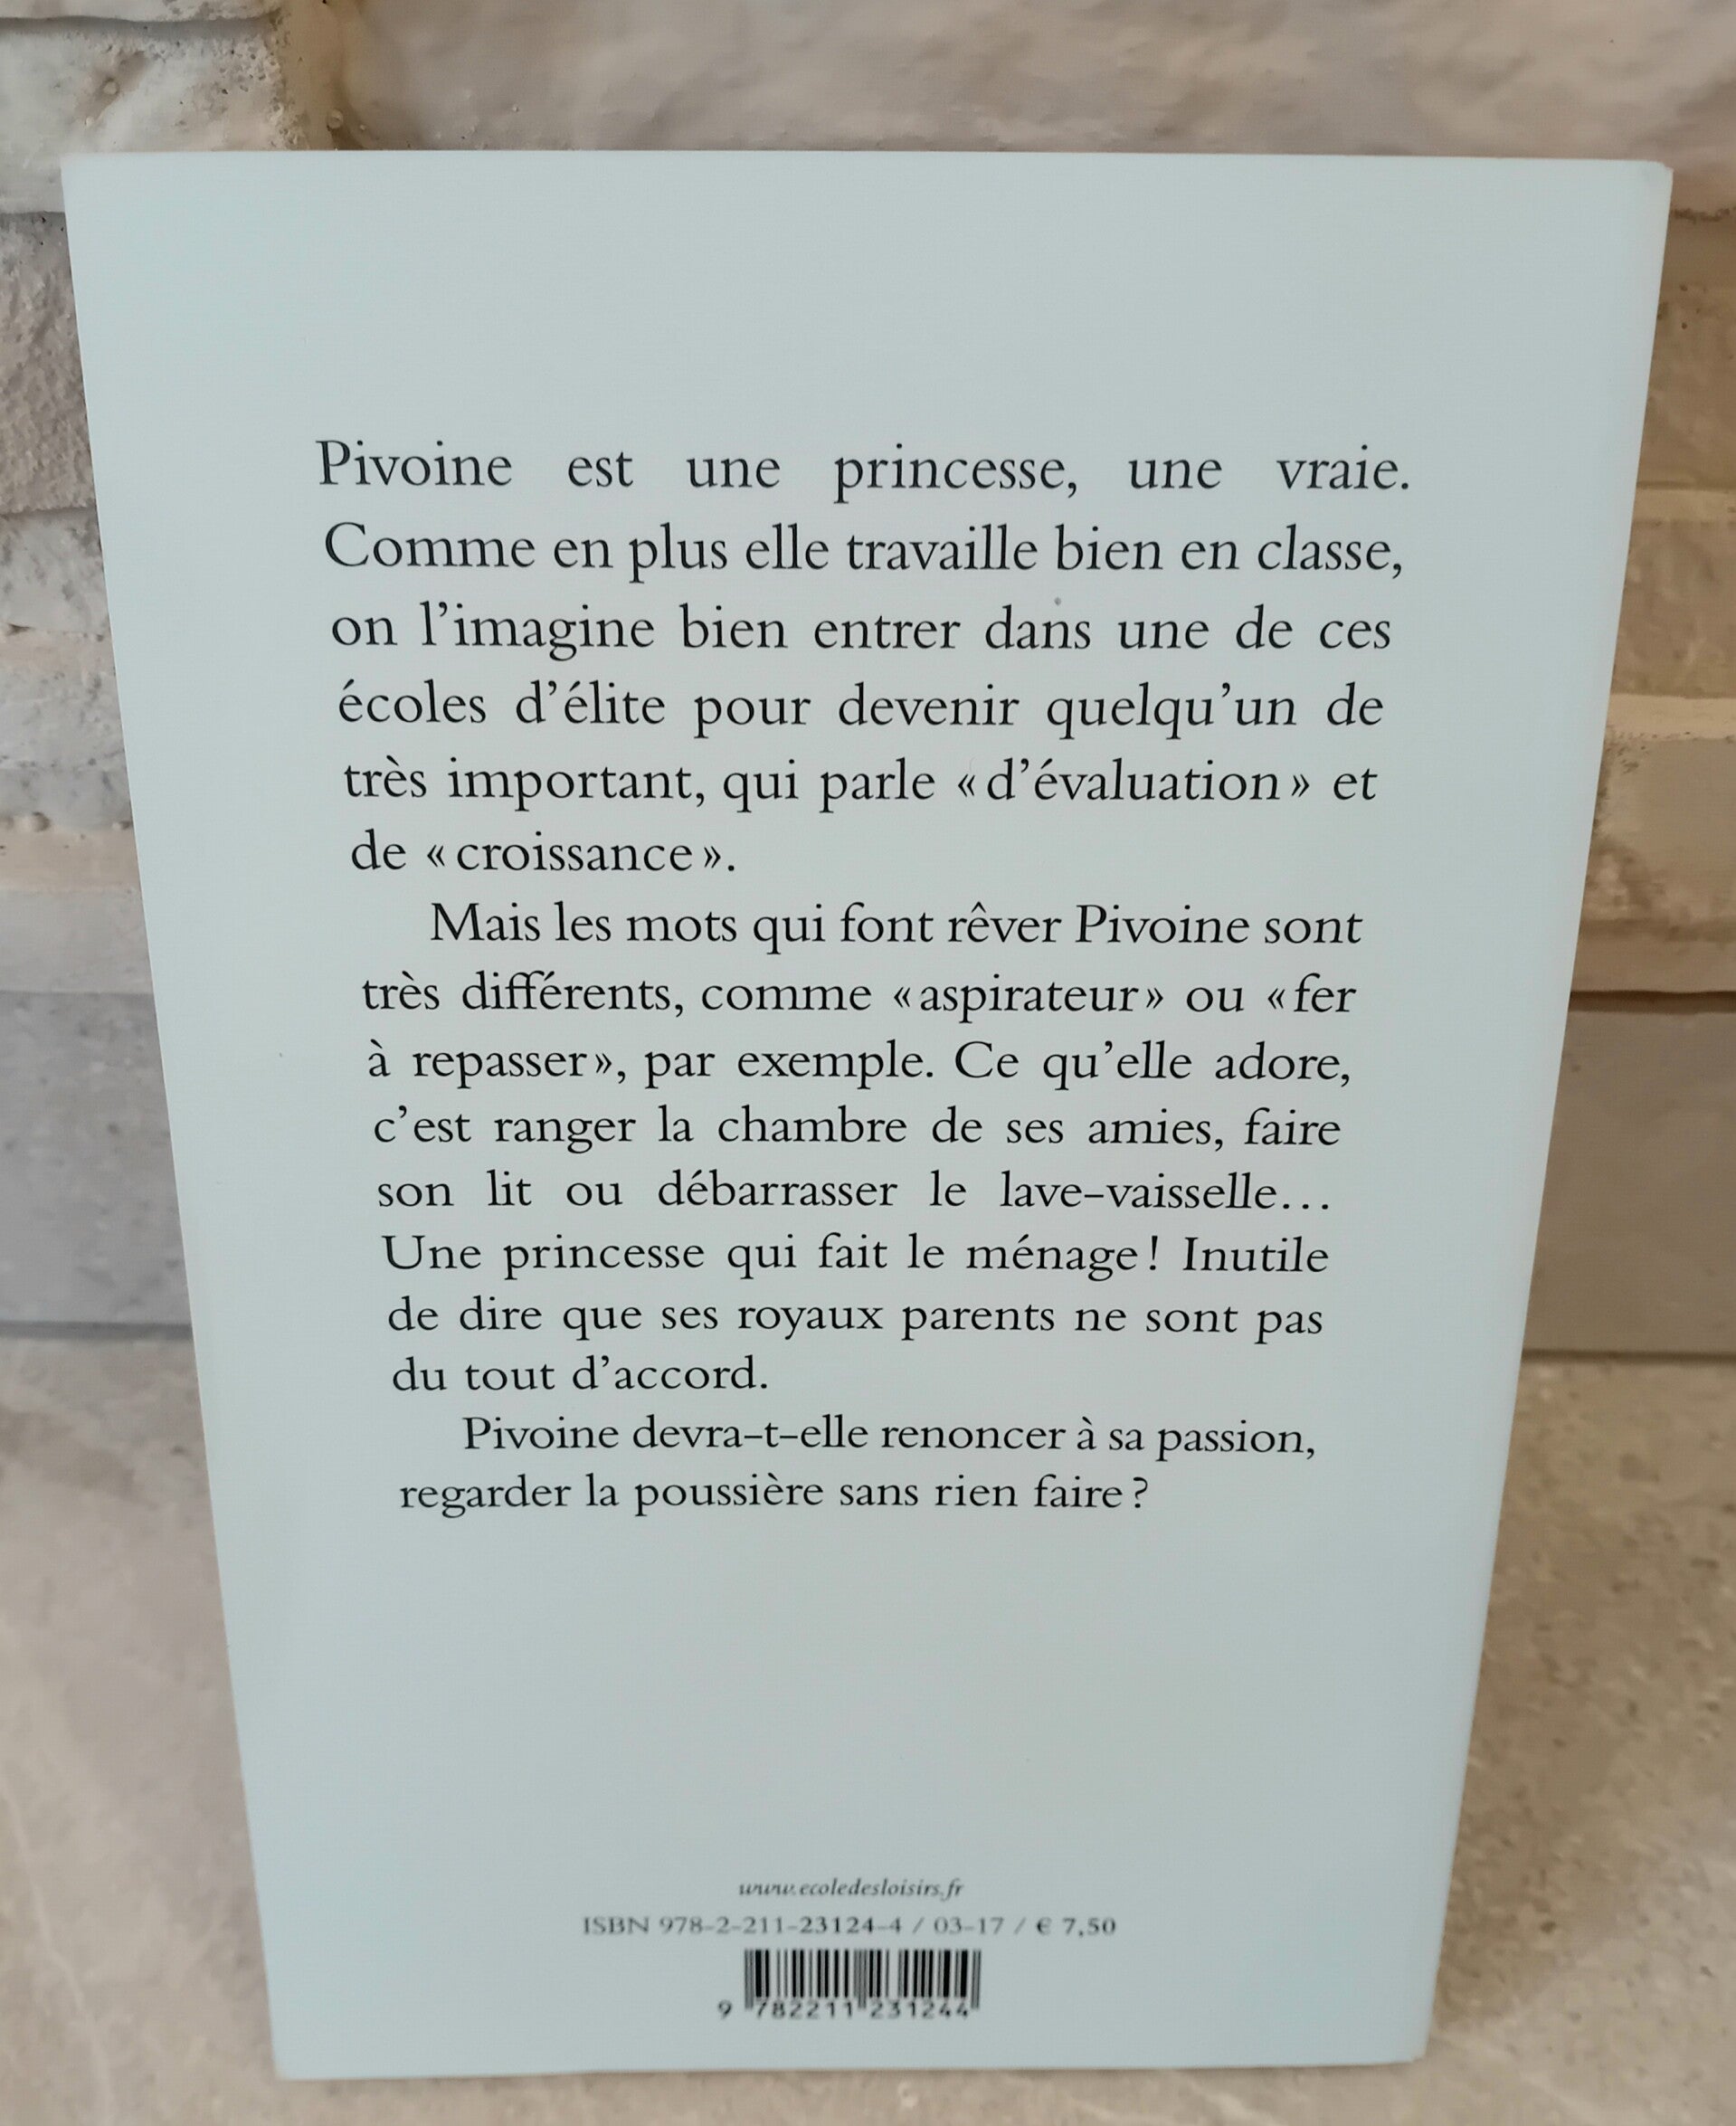 Pivoine est une princesse, une vraie.
Comme en plus elle travaille bien en classe,
on l'imagine bien entrer dans une de ces
écoles d'élite pour devenir quelqu'un de
très important, qui parle « d'évaluation » et
de « croissance ».
Mais les mots qui font rêver Pivoine sont
très différents, comme « aspirateur » ou « fer
à repasser », par exemple. Ce qu'elle adore,
c'est ranger la chambre de ses amies, faire
son lit ou débarrasser le lave-vaisselle…
Une princesse qui fait le ménage ! Inutile
de dire que ses royaux parents ne sont pas
du tout d'accord.
Pivoine devra-t-elle renoncer à sa passion,
regarder la poussière sans rien faire ?
www.ecoledesloisirs.fr
ISBN 978-2-211-23124-4 / 03-17 / € 7,50
9 782211 231244